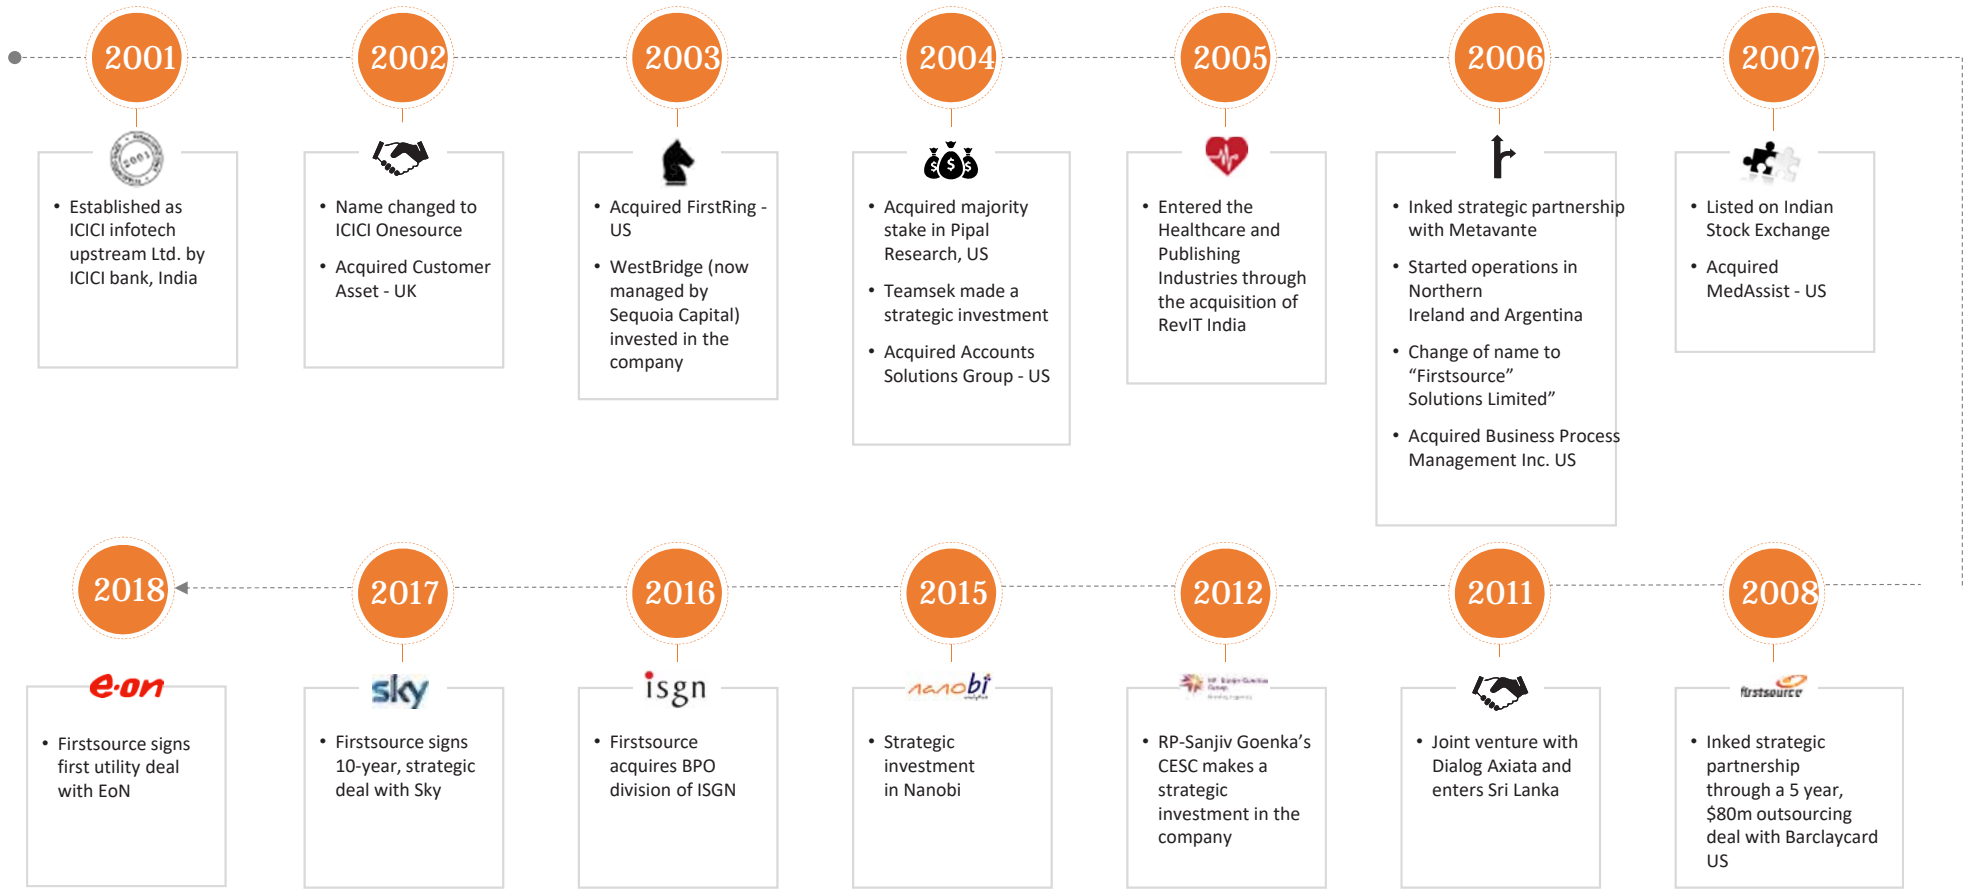 2001
2002
2003
2004
2005
2006
2007
2001
• Established as
ICICI infotech
upstream Ltd. by
ICICI bank, India
• Name changed to
ICICI Onesource
• Acquired Customer
Asset - UK
• Acquired FirstRing -
US
• WestBridge (now
managed by
Sequoia Capital)
invested in the
company
• Acquired majority
stake in Pipal
Research, US
• Teamsek made a
strategic investment
• Acquired Accounts
Solutions Group - US
• Entered the
Healthcare and
Publishing
Industries through
the acquisition of
RevIT India
• Inked strategic partnership
with Metavante
• Started operations in
Northern
Ireland and Argentina
• Change of name to
“Firstsource”
Solutions Limited”
• Acquired Business Process
Management Inc. US
• Listed on Indian
Stock Exchange
• Acquired
MedAssist - US
2018
2017
2016
2015
2012
2011
2008
e·on
• Firstsource signs
first utility deal
with EoN
sky
• Firstsource signs
10-year, strategic
deal with Sky
isgn
• Firstsource
acquires BPO
division of ISGN
nanobi
analytics
• Strategic
investment
in Nanobi
RP-Sanjiv Goenka
Group
• RP-Sanjiv Goenka’s
CESC makes a
strategic
investment in the
company
• Joint venture with
Dialog Axiata and
enters Sri Lanka
firstsource
• Inked strategic
partnership
through a 5 year,
$80m outsourcing
deal with Barclaycard
US